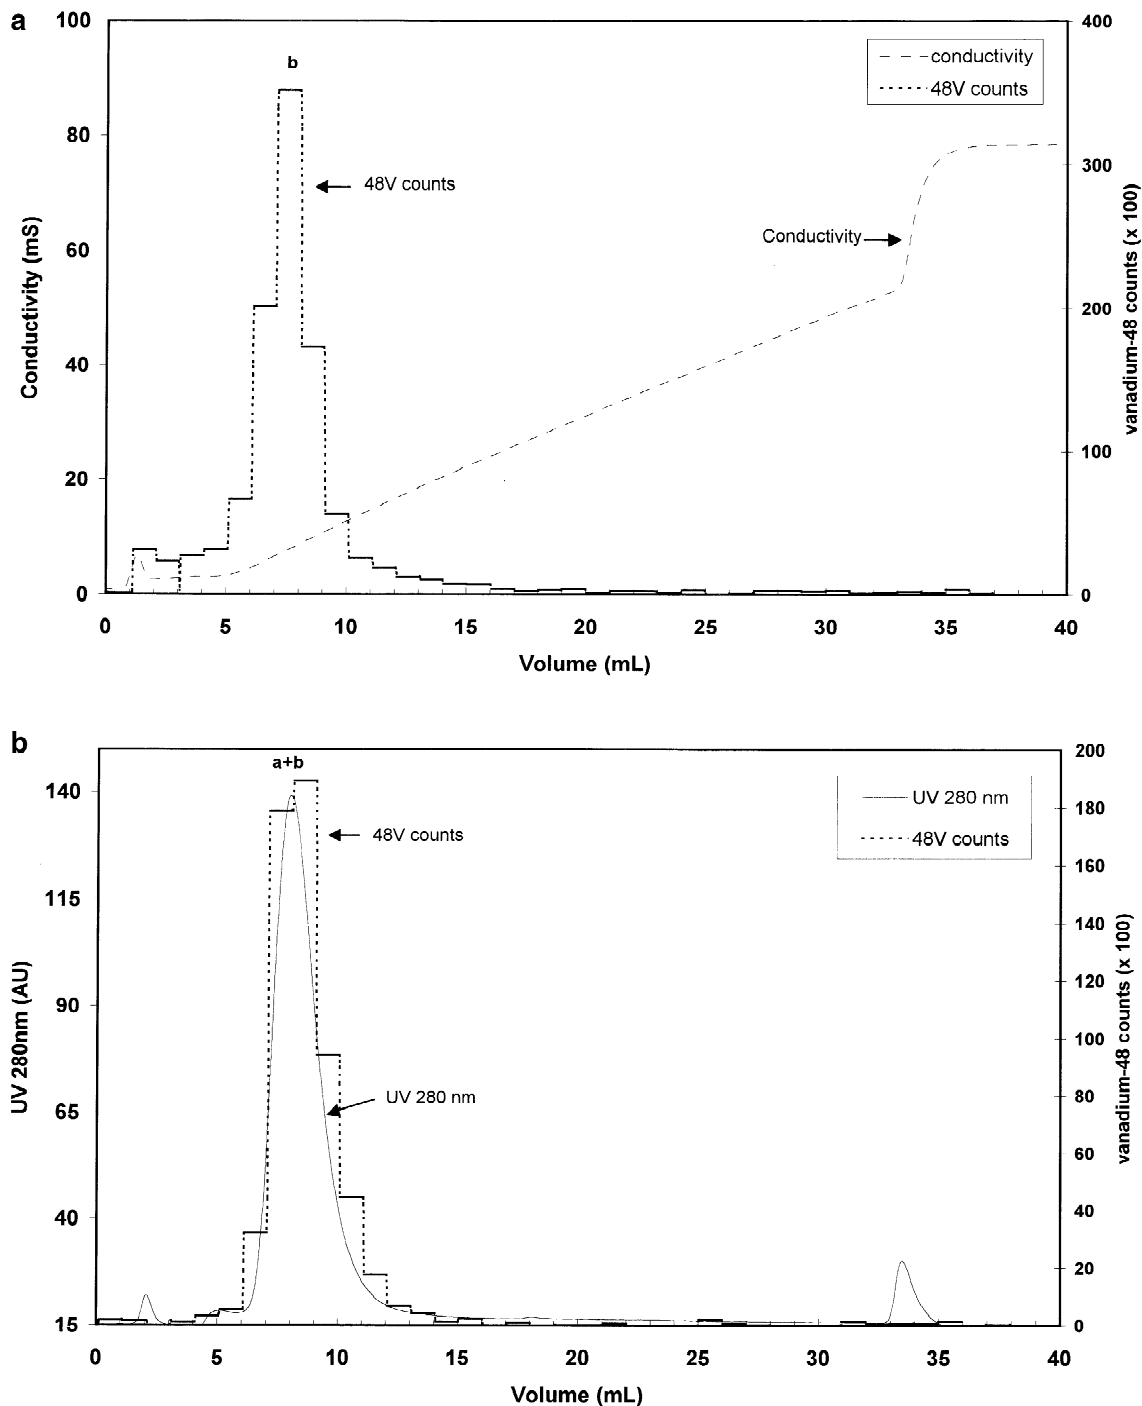 a
100
80
60
40
20
0
Conductivity (mS)
b
48V counts
Conductivity
conductivity
48V counts
400
300
200
100
0
vanadium-48 counts (x 100)
0 5 10 15 20 25 30 35 40
Volume (mL)
b
140
115
90
65
40
15
UV 280nm (AU)
a+b
48V counts
UV 280 nm
UV 280 nm
48V counts
200
180
160
140
120
100
80
60
40
20
0
vanadium-48 counts (x 100)
0 5 10 15 20 25 30 35 40
Volume (mL)